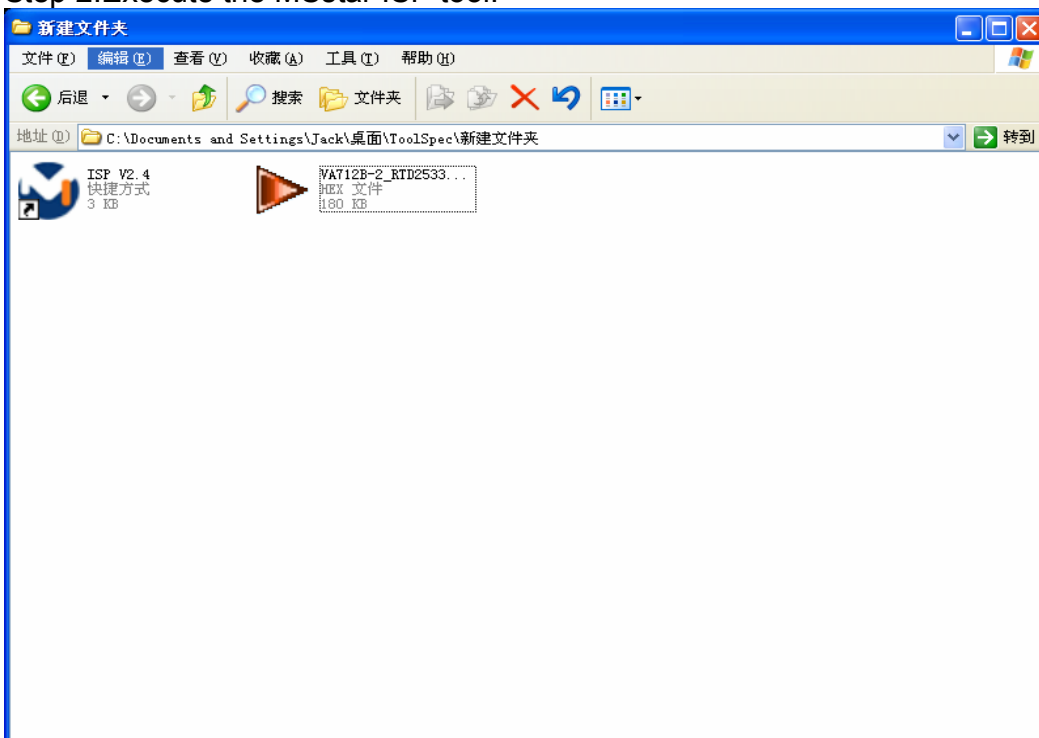 Step 2.Execute the MSstar ISP tool.
新建文件夹
文件(F) 编辑(E) 查看(V) 收藏(A) 工具(T) 帮助(H)
后退 搜索 文件夹
地址(D) C:\Documents and Settings\Jack\桌面\ToolSpec\新建文件夹 转到
ISP V2.4
快捷方式
3 KB
VA712B-2_RTD2533...
HEX 文件
180 KB